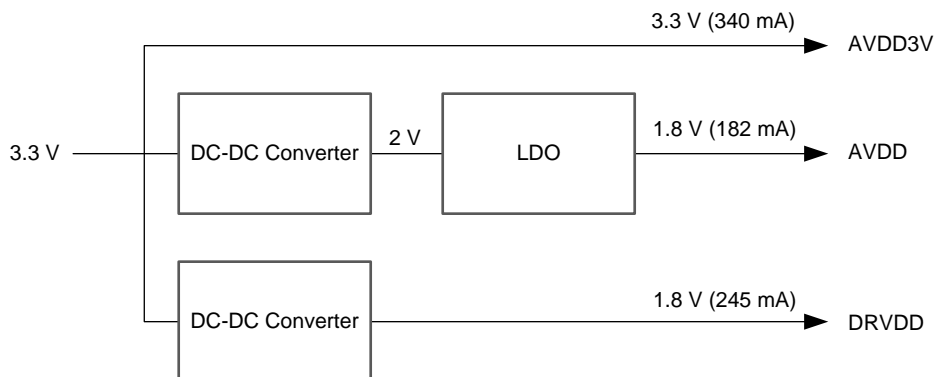 3.3 V (340 mA)
AVDD3V
3.3 V
DC-DC Converter
2 V
LDO
1.8 V (182 mA)
AVDD
DC-DC Converter
1.8 V (245 mA)
DRVDD